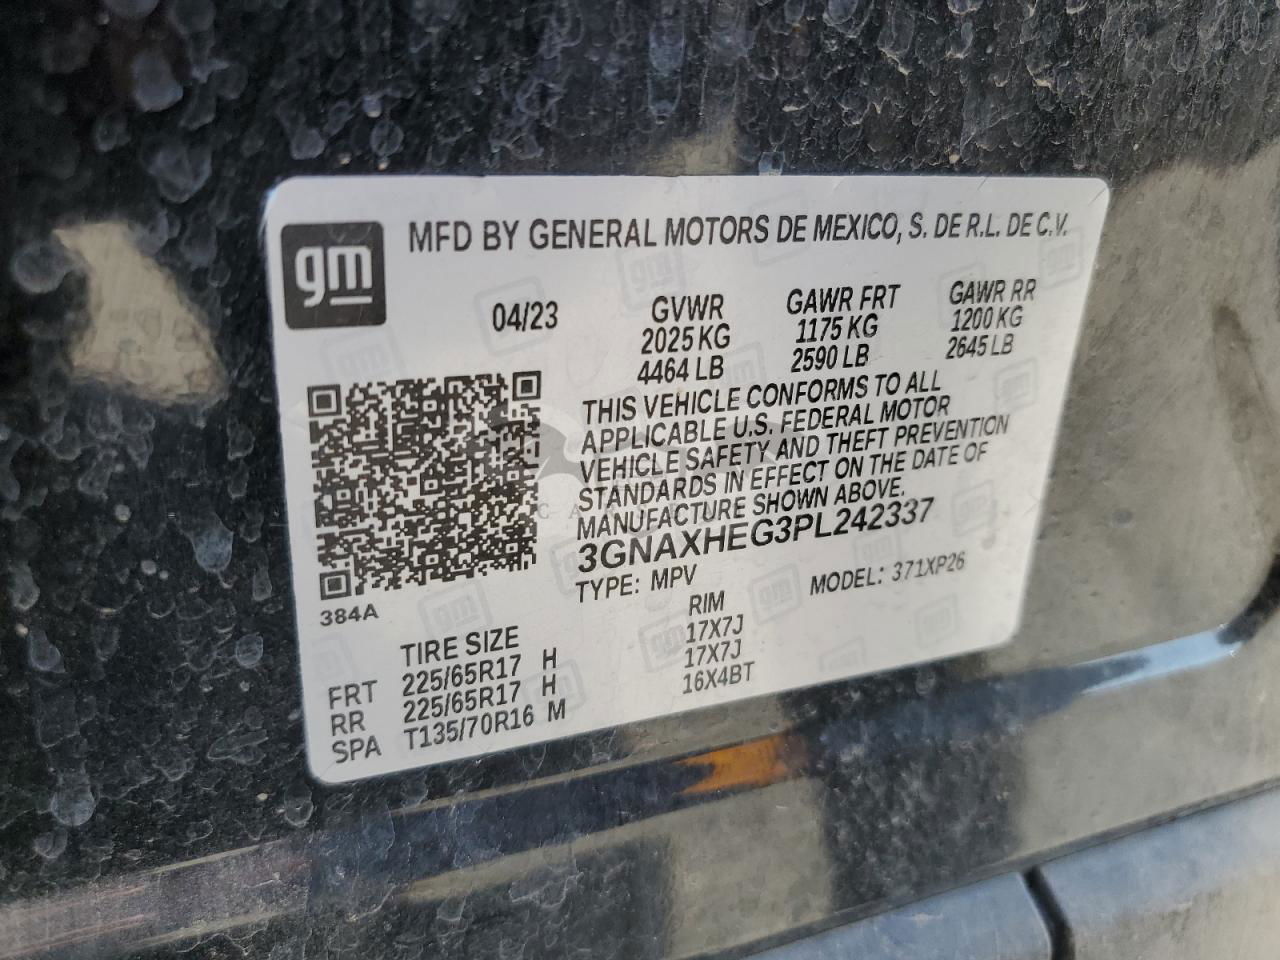 gm
MFD BY GENERAL MOTORS DE MEXICO, S. DE R.L. DE C.V.
04/23
GVWR
2025 KG
4464 LB
GAWR FRT
1175 KG
2590 LB
GAWR RR
1200 KG
2645 LB
THIS VEHICLE CONFORMS TO ALL
APPLICABLE U.S. FEDERAL MOTOR
VEHICLE SAFETY AND THEFT PREVENTION
STANDARDS IN EFFECT ON THE DATE OF
MANUFACTURE SHOWN ABOVE.
3GNAXHEG3PL242337
TYPE: MPV MODEL: 371XP26
384A
TIRE SIZE RIM
FRT 225/65R17 H 17X7J
RR 225/65R17 H 17X7J
SPA T135/70R16 M 16X4BT